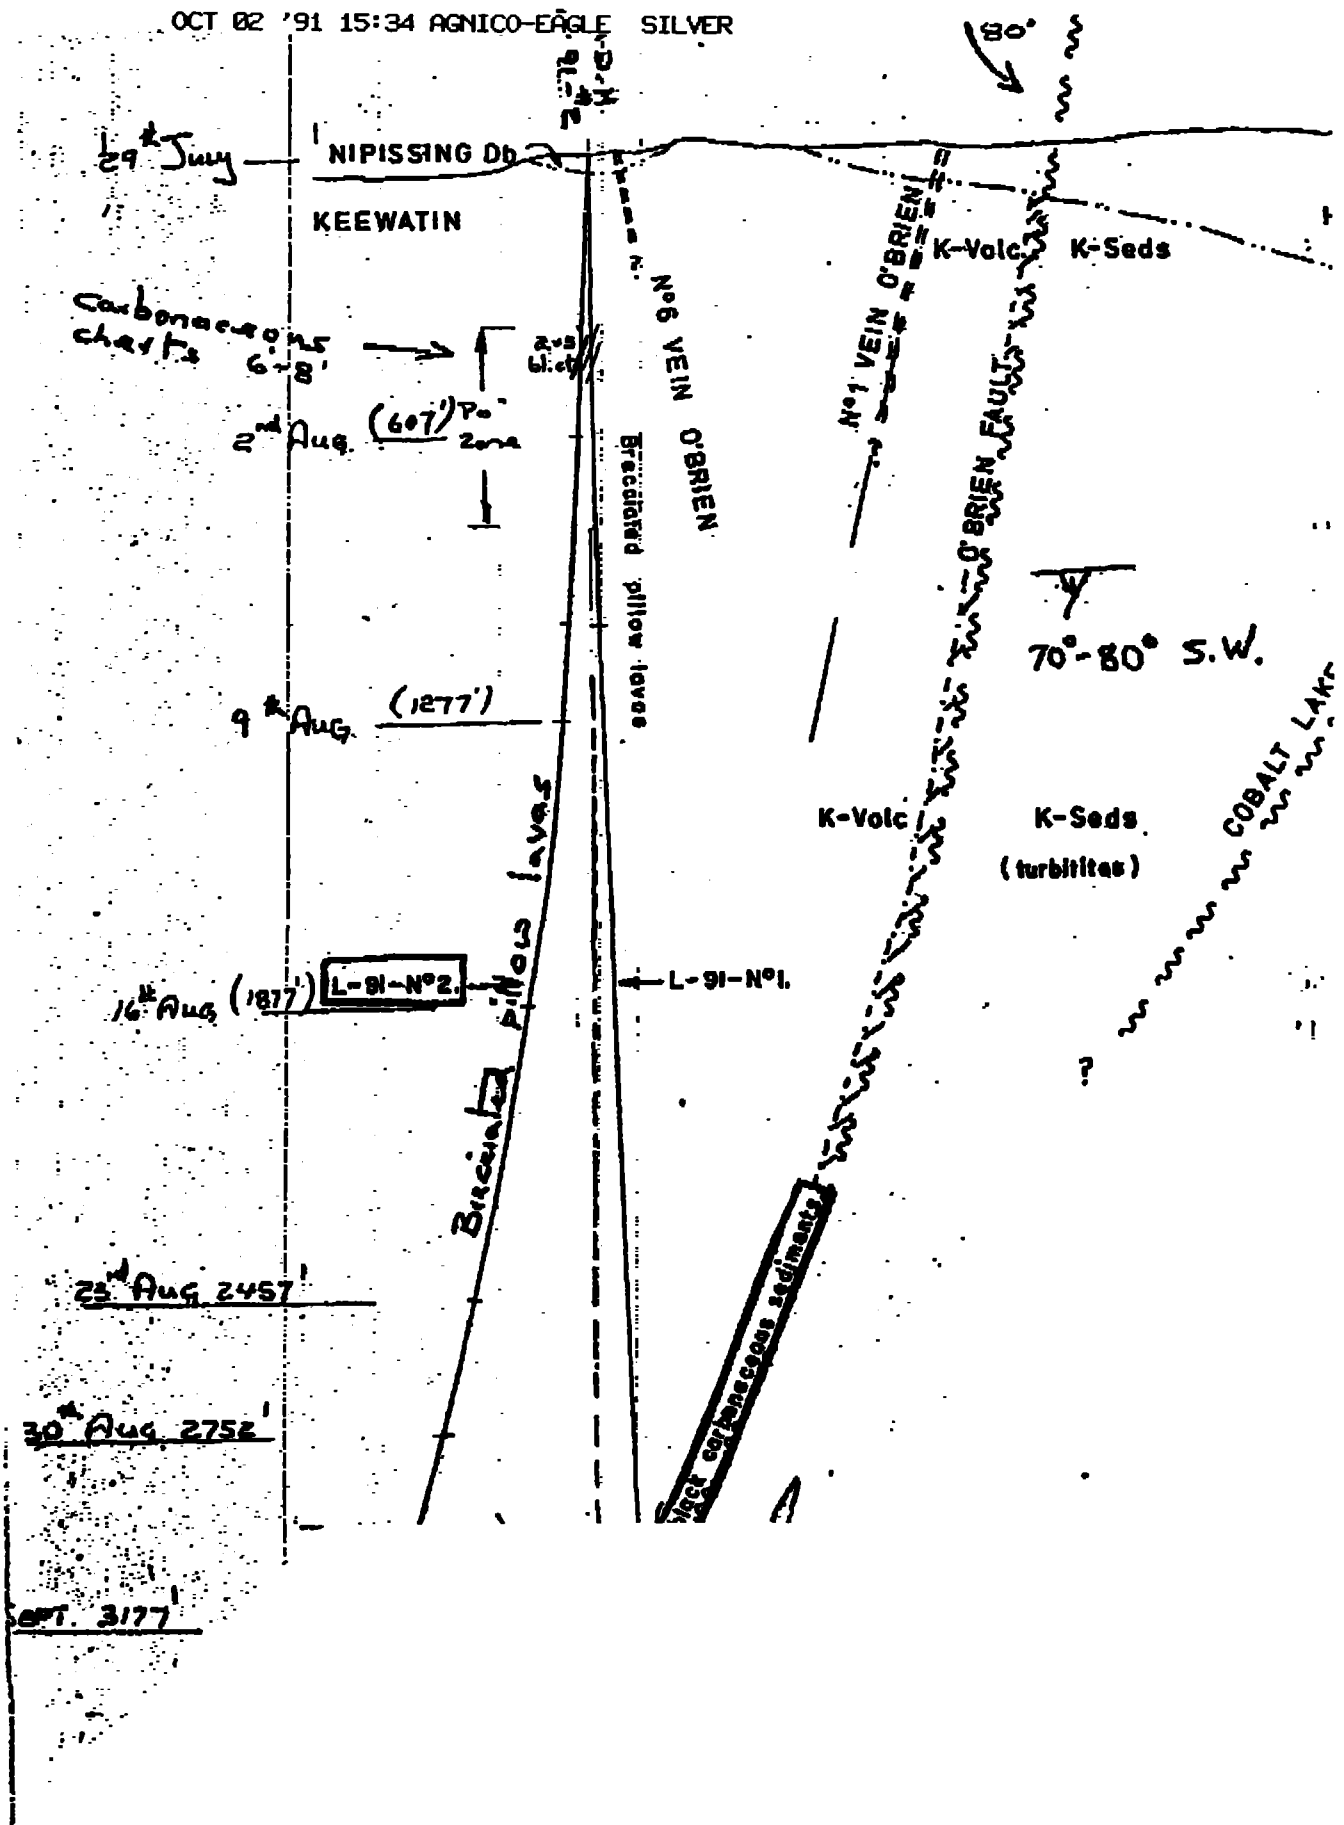 OCT 02 '91 15:34 AGNICO-EAGLE SILVER
80°
29th July
NIPISSING Db
KEEWATIN
K-Volc.
K-Seds
Carbonaceous
cherts
6'-8'
2nd Aug. (607')
Po
Zone
Nº6 VEIN O'BRIEN
Nº1 VEIN O'BRIEN
O'BRIEN FAULT
Brecciated pillow lavas
70°-80° S.W.
9th Aug. (1277')
COBALT LAKE
K-Volc
K-Seds.
(turbitites)
Breciated pillow lavas
16th Aug (1877')
L-91-Nº2.
L-91-Nº1.
?
23rd Aug 2457'
black carbonaceous sediments
30th Aug 2752'
SEPT. 3177'